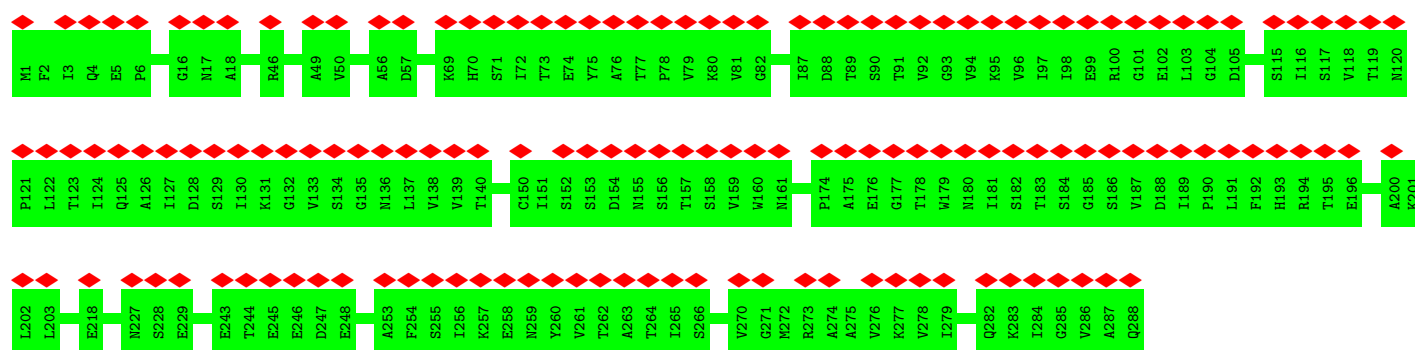 M1 F2 I3 Q4 E5 P6 G16 N17 A18 R46 A49 V50 A56 D57 K69 H70 S71 I72 T73 E74 Y75 A76 T77 P78 V79 K80 V81 G82 I87 D88 T89 S90 T91 V92 G93 V94 K95 V96 I97 I98 E99 R100 G101 E102 L103 G104 D105 S115 I116 S117 V118 T119 N120
P121 L122 T123 I124 Q125 A126 I127 D128 S129 I130 K131 G132 V133 S134 G135 N136 L137 V138 V139 T140 C150 I151 S152 S153 D154 N155 S156 T157 S158 V159 W160 N161 P174 A175 E176 G177 T178 W179 N180 I181 S182 T183 S184 G185 S186 V187 D188 I189 P190 L191 F192 H193 R194 T195 E196 A200 K201
L202 L203 E218 N227 S228 E229 E243 T244 E245 E246 D247 E248 A253 F254 S255 I256 K257 E258 N259 Y260 V261 T262 A263 T264 I265 S266 V270 G271 M272 R273 A274 A275 V276 K277 V278 I279 Q282 K283 I284 G285 V286 A287 Q288